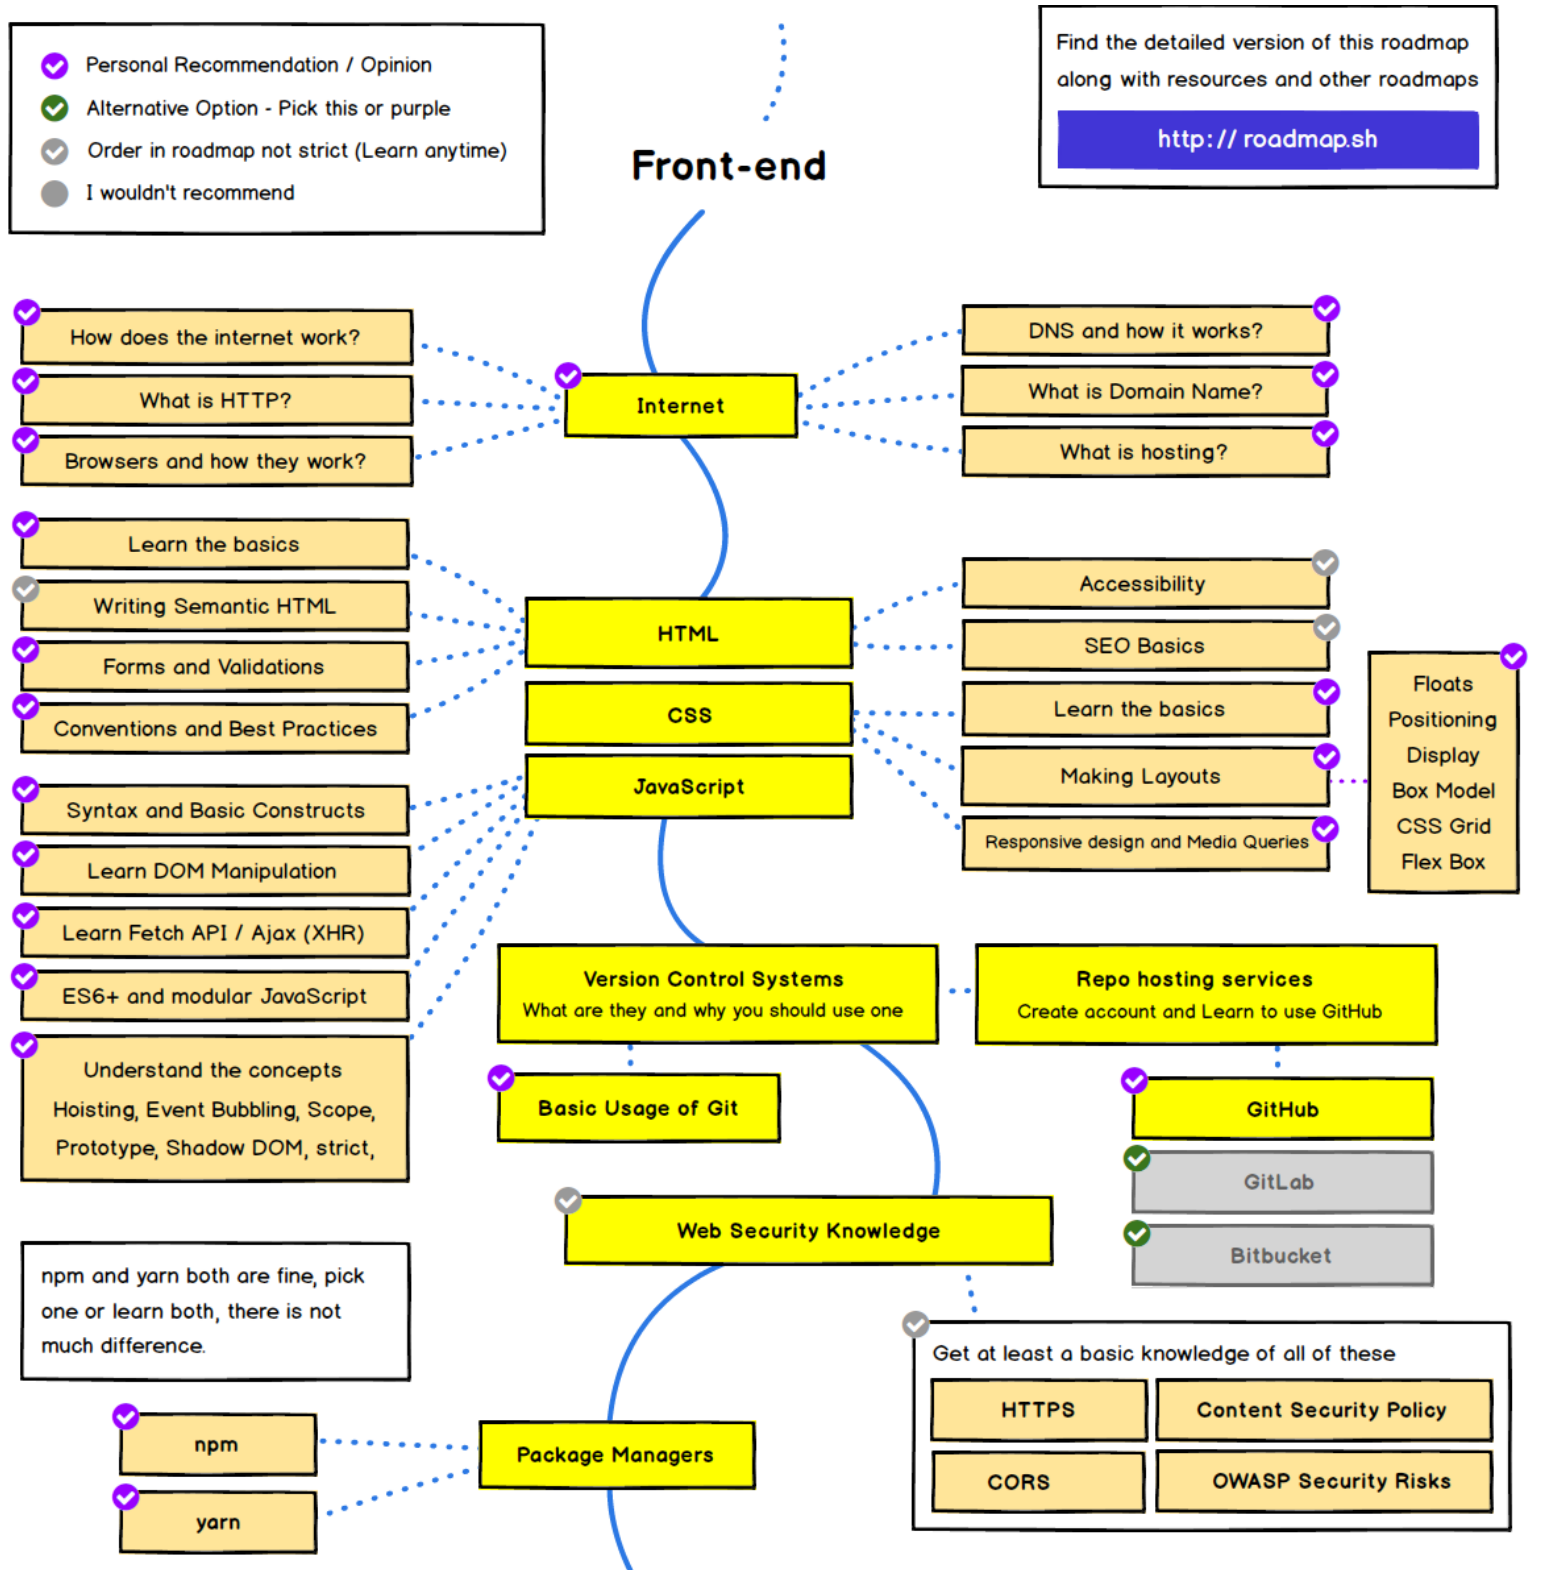 Personal Recommendation / Opinion
Alternative Option - Pick this or purple
Order in roadmap not strict (Learn anytime)
I wouldn't recommend
Find the detailed version of this roadmap
along with resources and other roadmaps
http:// roadmap.sh
Front-end
How does the internet work?
What is HTTP?
Browsers and how they work?
Internet
DNS and how it works?
What is Domain Name?
What is hosting?
Learn the basics
Writing Semantic HTML
Forms and Validations
Conventions and Best Practices
HTML
Accessibility
SEO Basics
CSS
Learn the basics
Making Layouts
Responsive design and Media Queries
Floats
Positioning
Display
Box Model
CSS Grid
Flex Box
JavaScript
Syntax and Basic Constructs
Learn DOM Manipulation
Learn Fetch API / Ajax (XHR)
ES6+ and modular JavaScript
Understand the concepts
Hoisting, Event Bubbling, Scope,
Prototype, Shadow DOM, strict,
Version Control Systems
What are they and why you should use one
Basic Usage of Git
Repo hosting services
Create account and Learn to use GitHub
GitHub
GitLab
Bitbucket
Web Security Knowledge
Get at least a basic knowledge of all of these
HTTPS
Content Security Policy
CORS
OWASP Security Risks
npm and yarn both are fine, pick
one or learn both, there is not
much difference.
npm
yarn
Package Managers